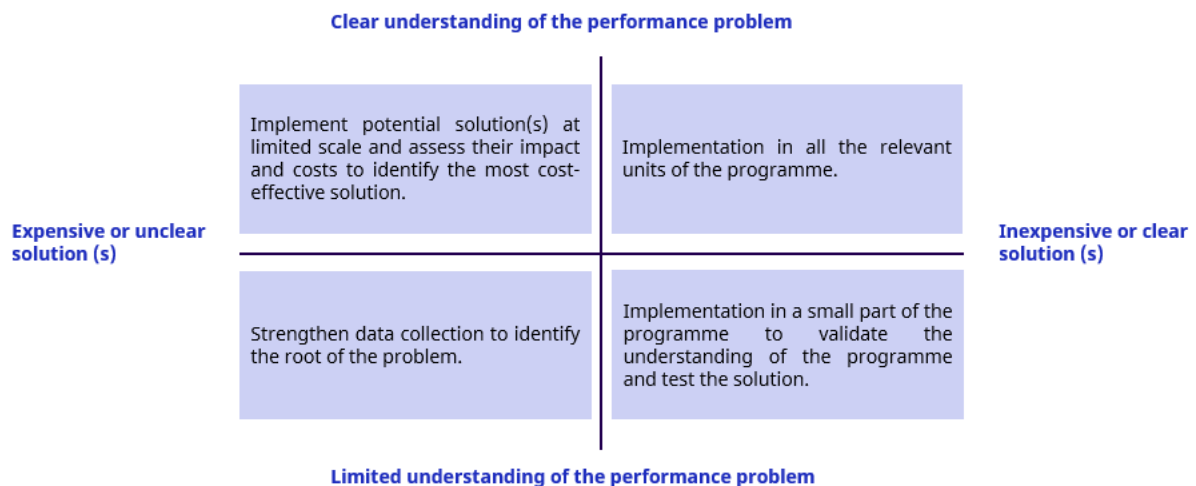 Clear understanding of the performance problem
Implement potential solution(s) at
limited scale and assess their impact
and costs to identify the most cost-
effective solution.
Implementation in all the relevant
units of the programme.
Expensive or unclear
solution (s)
Inexpensive or clear
solution (s)
Strengthen data collection to identify
the root of the problem.
Implementation in a small part of the
programme to validate the
understanding of the programme
and test the solution.
Limited understanding of the performance problem